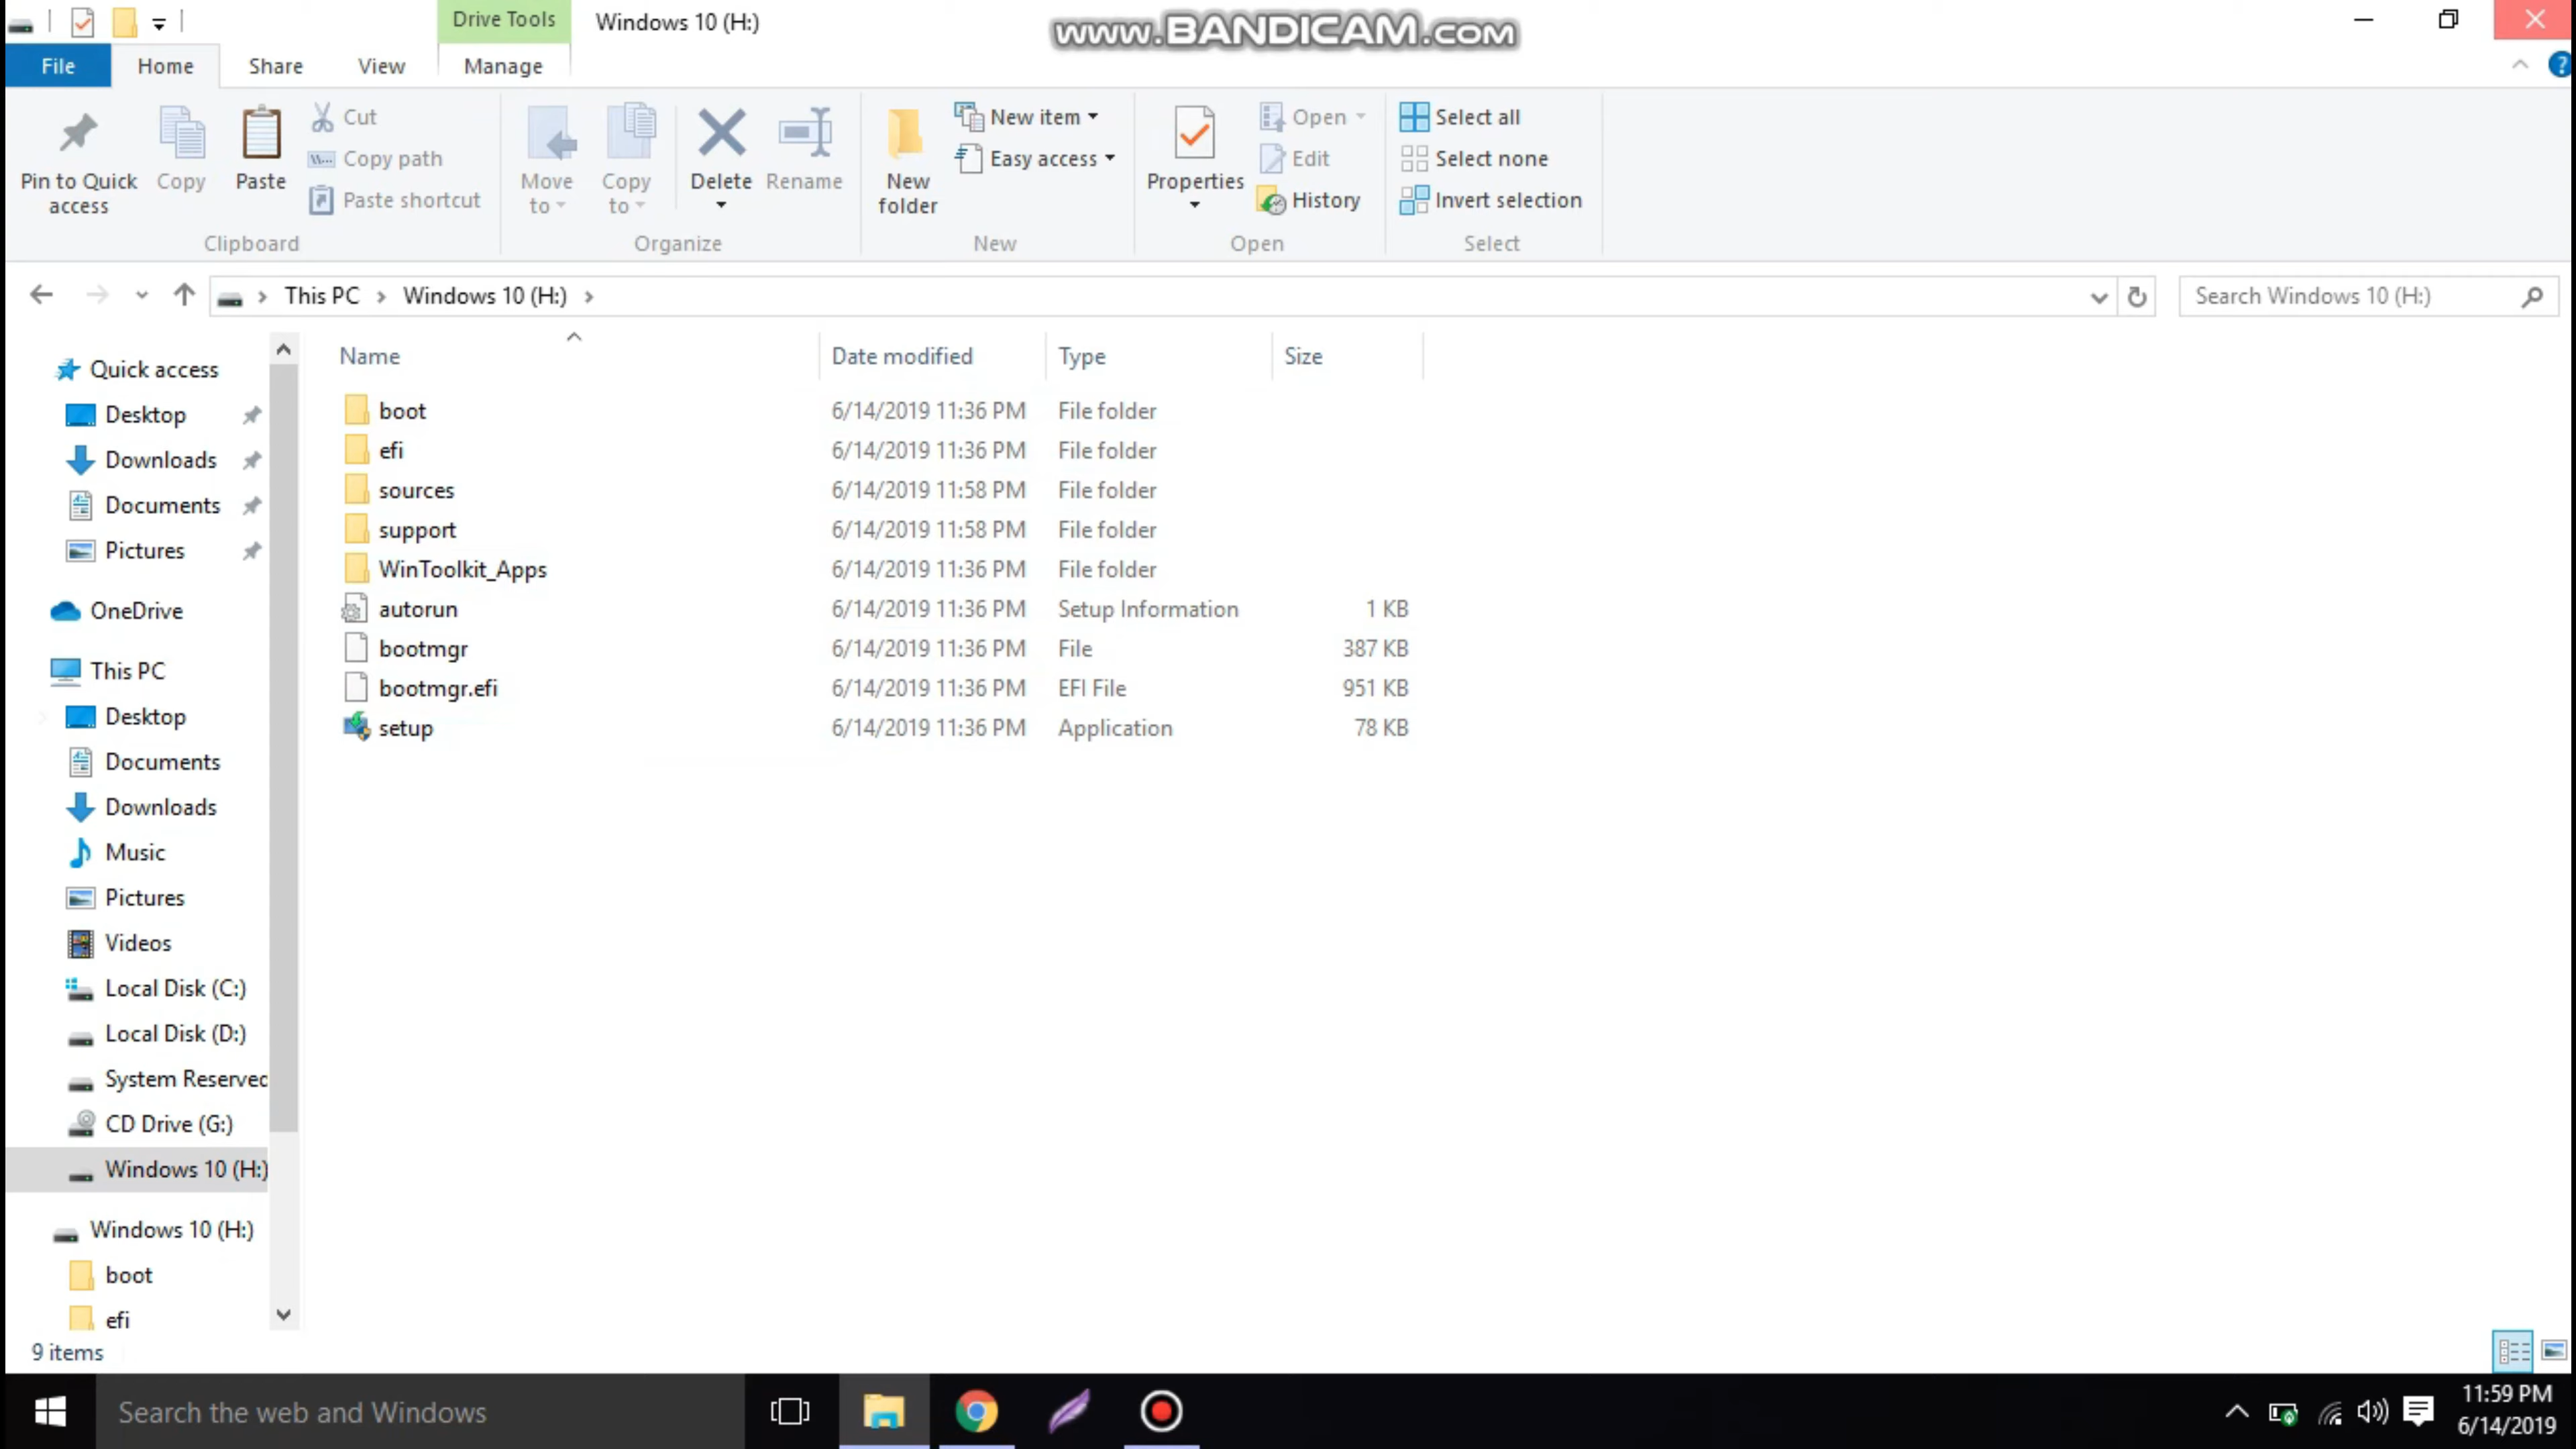 Drive Tools
Windows 10 (H:)
www.BANDICAM.com
File
Home
Share
View
Manage
Pin to Quick access
Copy
Paste
Cut
Copy path
Paste shortcut
Clipboard
Move to
Copy to
Delete
Rename
Organize
New folder
New item
Easy access
New
Properties
Open
Edit
History
Open
Select all
Select none
Invert selection
Select
This PC
Windows 10 (H:)
Search Windows 10 (H:)
Quick access
Desktop
Downloads
Documents
Pictures
OneDrive
This PC
Desktop
Documents
Downloads
Music
Pictures
Videos
Local Disk (C:)
Local Disk (D:)
System Reserved
CD Drive (G:)
Windows 10 (H:)
Windows 10 (H:)
boot
efi
Name Date modified Type Size
boot 6/14/2019 11:36 PM File folder
efi 6/14/2019 11:36 PM File folder
sources 6/14/2019 11:58 PM File folder
support 6/14/2019 11:58 PM File folder
WinToolkit_Apps 6/14/2019 11:36 PM File folder
autorun 6/14/2019 11:36 PM Setup Information 1 KB
bootmgr 6/14/2019 11:36 PM File 387 KB
bootmgr.efi 6/14/2019 11:36 PM EFI File 951 KB
setup 6/14/2019 11:36 PM Application 78 KB
9 items
Search the web and Windows
11:59 PM
6/14/2019